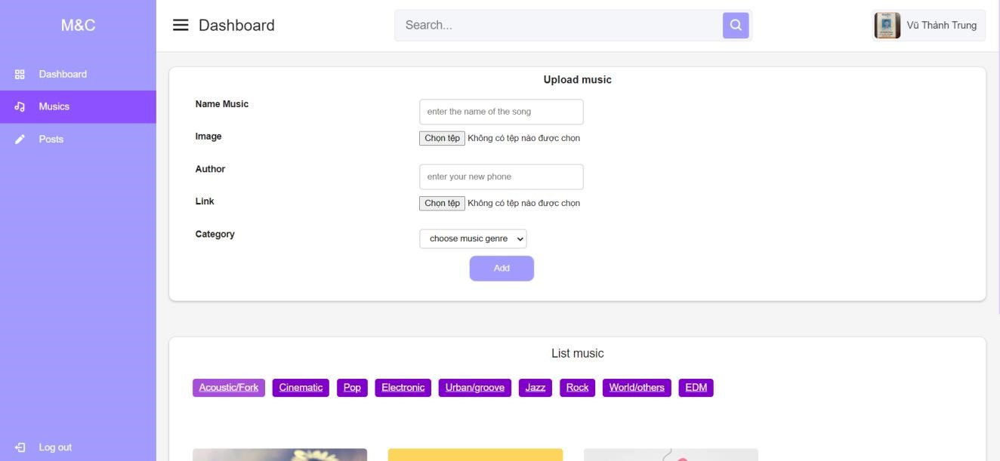 M&C
Dashboard
Search...
Vũ Thành Trung
Dashboard
Musics
Posts
Log out
Upload music
Name Music
enter the name of the song
Image
Chọn tệp Không có tệp nào được chọn
Author
enter your new phone
Link
Chọn tệp Không có tệp nào được chọn
Category
choose music genre
Add
List music
Acoustic/Fork Cinematic Pop Electronic Urban/groove Jazz Rock World/others EDM